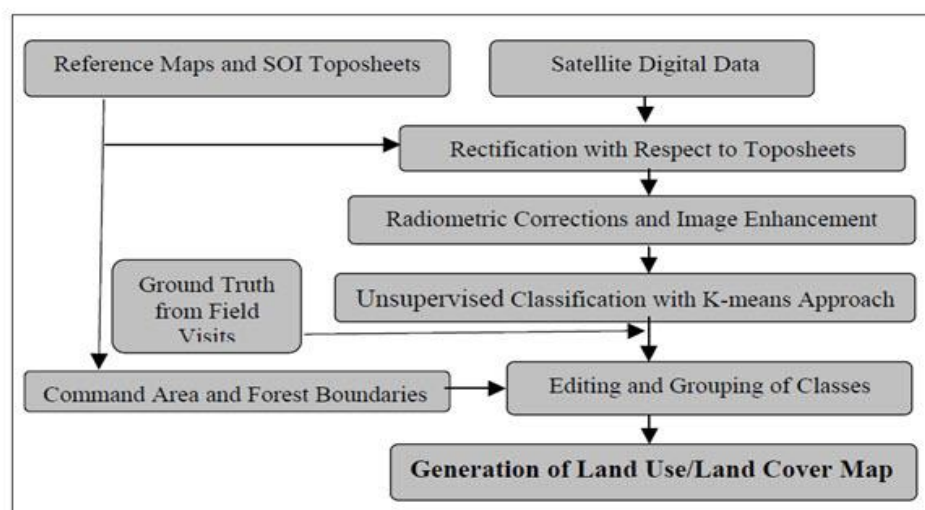 Reference Maps and SOI Toposheets
Satellite Digital Data
Rectification with Respect to Toposheets
Radiometric Corrections and Image Enhancement
Ground Truth
from Field
Visits
Unsupervised Classification with K-means Approach
Command Area and Forest Boundaries
Editing and Grouping of Classes
Generation of Land Use/Land Cover Map